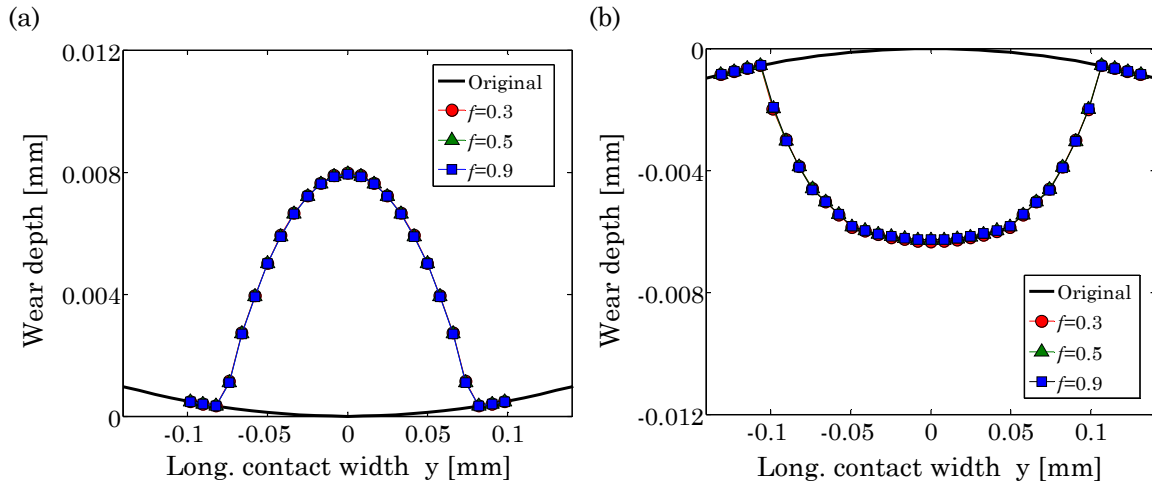 (a)
0.012
0.008
0.004
0
Wear depth [mm]
Original
f=0.3
f=0.5
f=0.9
-0.1
-0.05
0
0.05
0.1
Long. contact width y [mm]
(b)
0
-0.004
-0.008
-0.012
Wear depth [mm]
Original
f=0.3
f=0.5
f=0.9
-0.1
-0.05
0
0.05
0.1
Long. contact width y [mm]